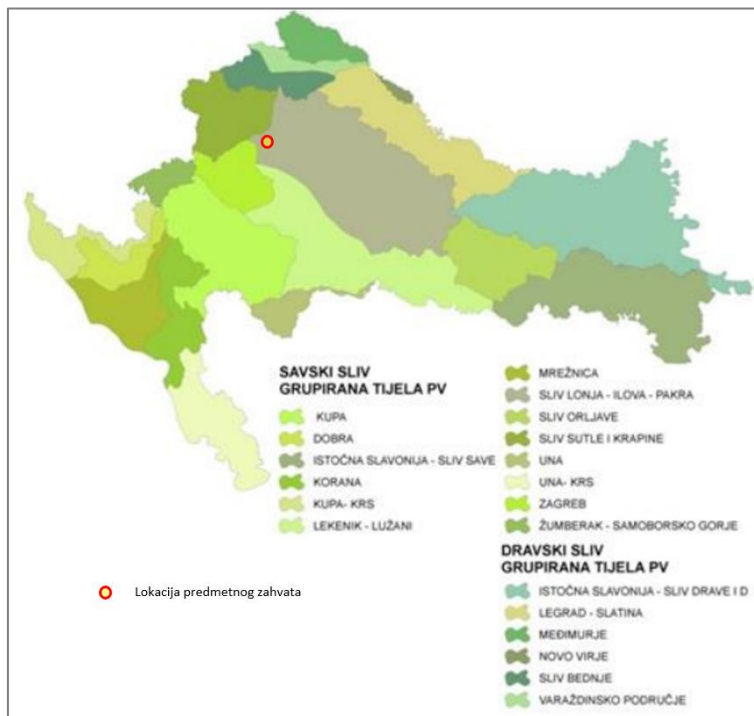 SAVSKI SLIV
GRUPIRANA TIJELA PV
KUPA
DOBRA
ISTOČNA SLAVONIJA - SLIV SAVE
KORANA
KUPA- KRS
LEKENIK - LUŽANI
MREŽNICA
SLIV LONJA - ILOVA - PAKRA
SLIV ORLJAVE
SLIV SUTLE I KRAPINE
UNA
UNA- KRS
ZAGREB
ŽUMBERAK - SAMOBORSKO GORJE
DRAVSKI SLIV
GRUPIRANA TIJELA PV
ISTOČNA SLAVONIJA - SLIV DRAVE I D
LEGRAD - SLATINA
MEĐIMURJE
NOVO VIRJE
SLIV BEDNJE
VARAŽDINSKO PODRUČJE
Lokacija predmetnog zahvata